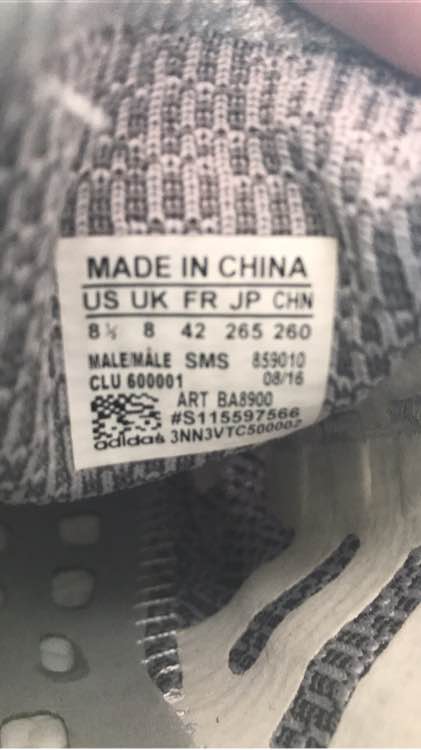 MADE IN CHINA
US UK FR JP CHN
8½ 8 42 265 260
MALE/MÂLE SMS 859010
CLU 600001 08/16
ART BA8900
#S115597566
adidas 3NN3VTC500002